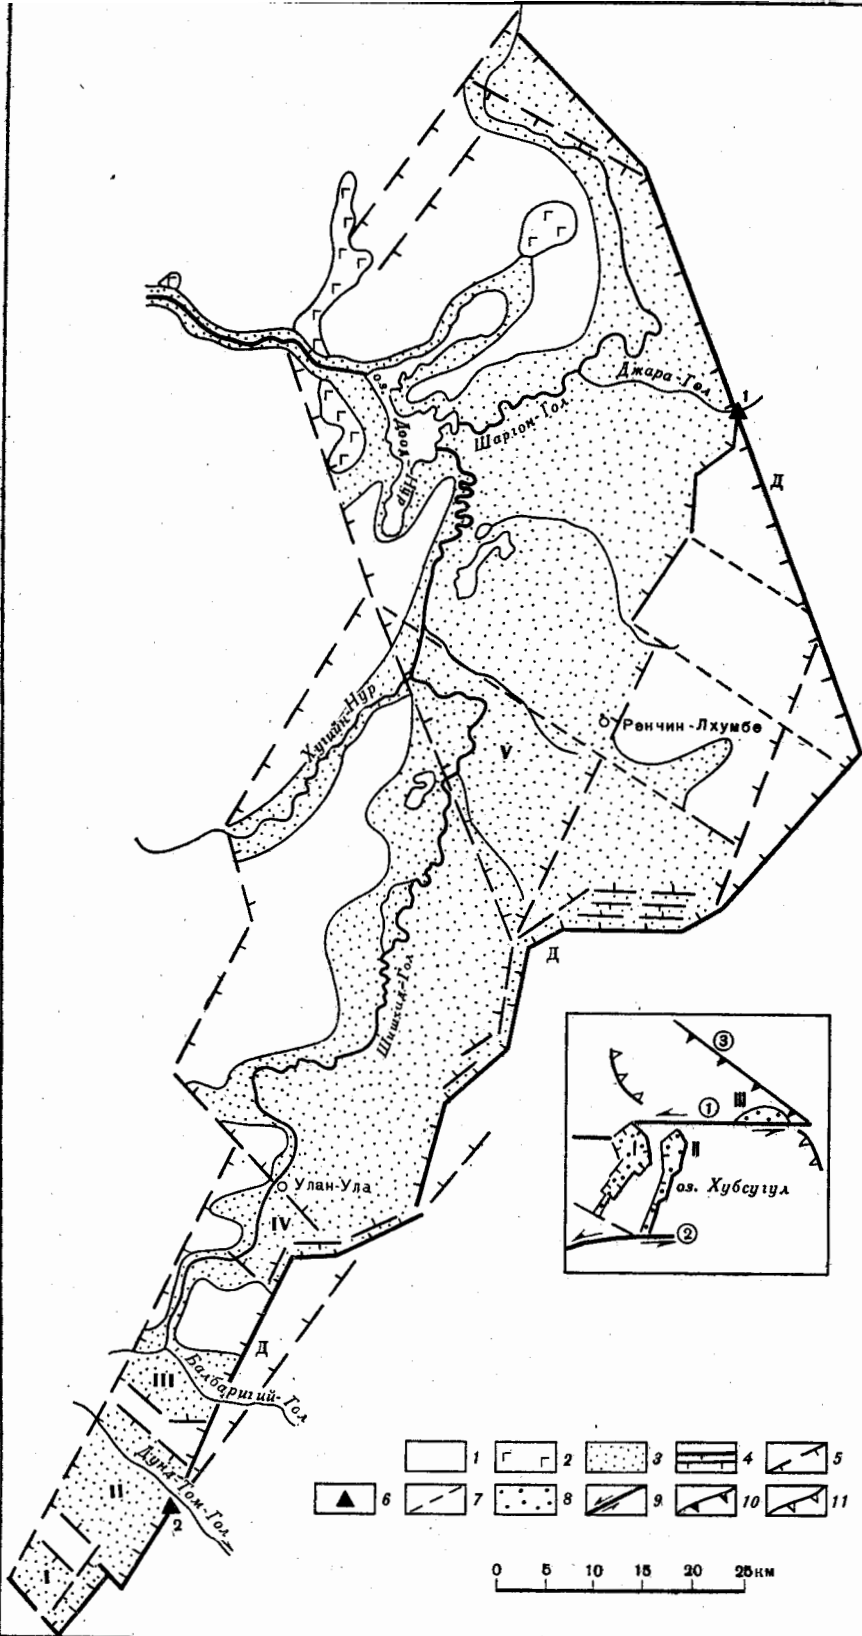 оз. Доод-Нур
Джара-Гол
1
Шаргон-Гол
Д
Хугийн-Нур
Ренчин-Лхумбе
V
Д
Шишхид-Гол
③
① III
I II
оз. Хубсугул
②
Улан-Ула
IV
Д
Балбаригий-Гол
III
Дунд-Том-Гол
II
2
I
1 2 3 4 5
6 7 8 9 10 11
0 5 10 15 20 25км